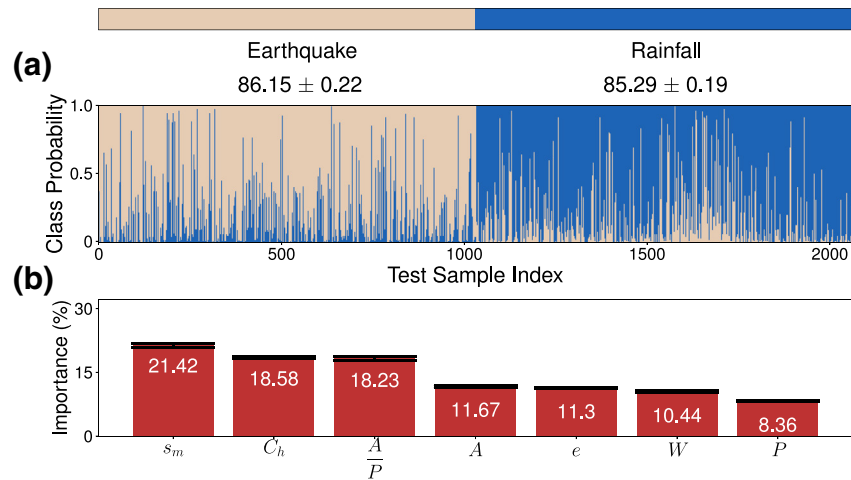 Earthquake Rainfall
(a)
86.15 ± 0.22 85.29 ± 0.19
Class Probability
1.0
0.5
0
0 500 1000 1500 2000
Test Sample Index
(b)
Importance (%)
30
15
0
21.42 18.58 18.23 11.67 11.3 10.44 8.36
s_m C_h A/P A e W P